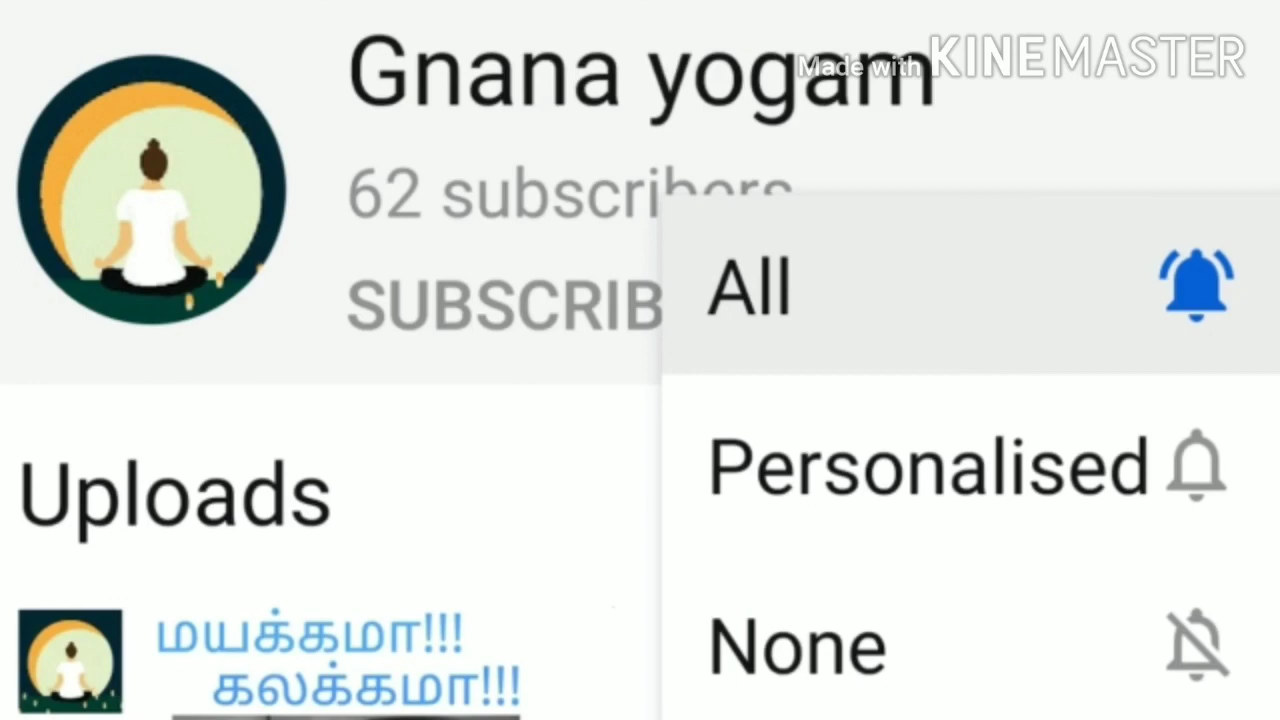 Gnana yogam
Made with KINEMASTER
62 subscribers
SUBSCRIB
All
Personalised
Uploads
None
மயக்கமா!!!
கலக்கமா!!!